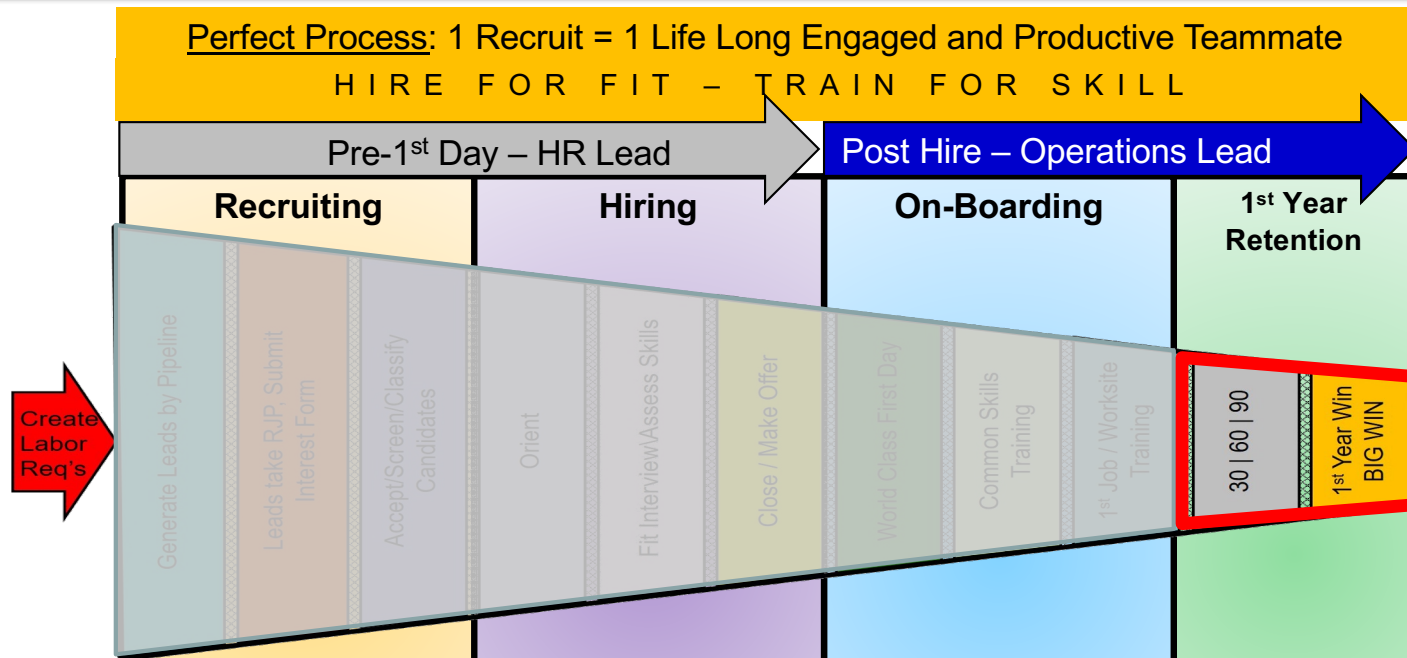 Perfect Process: 1 Recruit = 1 Life Long Engaged and Productive Teammate
HIRE FOR FIT – TRAIN FOR SKILL
Pre-1st Day – HR Lead
Post Hire – Operations Lead
Recruiting
Hiring
On-Boarding
1st Year
Retention
Create
Labor
Req's
Generate Leads by Pipeline
Leads take RJP, Submit
Interest Form
Accept/Screen/Classify
Candidates
Orient
Fit Interview\Assess Skills
Close / Make Offer
World Class First Day
Common Skills
Training
1st Job / Worksite
Training
30 | 60 | 90
1st Year Win
BIG WIN